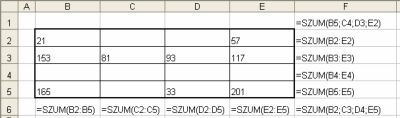 A B C D E F
1 =SZUM(B5;C4;D3;E2)
2 21 57 =SZUM(B2:E2)
3 153 81 93 117 =SZUM(B3:E3)
4 =SZUM(B4:E4)
5 165 33 201 =SZUM(B5:E5)
6 =SZUM(B2:B5) =SZUM(C2:C5) =SZUM(D2:D5) =SZUM(E2:E5) =SZUM(B2;C3;D4;E5)